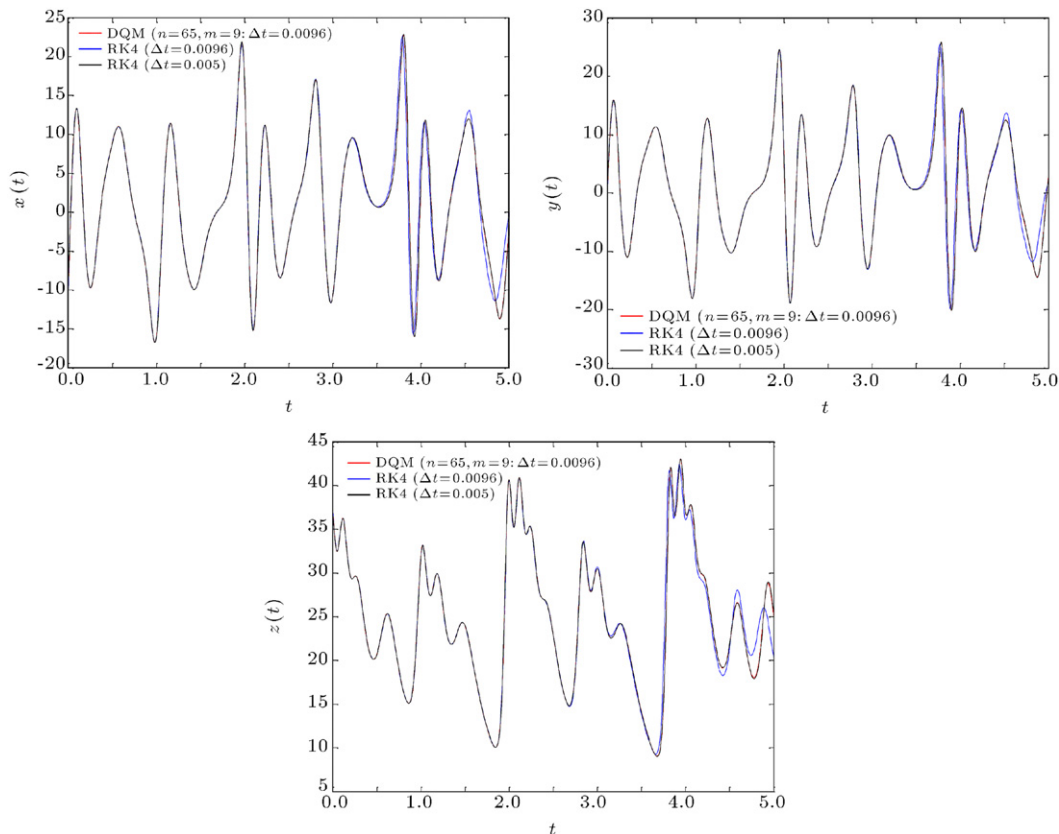 25
20
15
10
5
0
-5
-10
-15
-20
x(t)
DQM (n=65, m=9: Δt=0.0096)
RK4 (Δt=0.0096)
RK4 (Δt=0.005)
0.0 1.0 2.0 3.0 4.0 5.0
t
30
20
10
0
-10
-20
-30
y(t)
DQM (n=65, m=9: Δt=0.0096)
RK4 (Δt=0.0096)
RK4 (Δt=0.005)
0.0 1.0 2.0 3.0 4.0 5.0
t
45
40
35
30
25
20
15
10
5
z(t)
DQM (n=65, m=9: Δt=0.0096)
RK4 (Δt=0.0096)
RK4 (Δt=0.005)
0.0 1.0 2.0 3.0 4.0 5.0
t